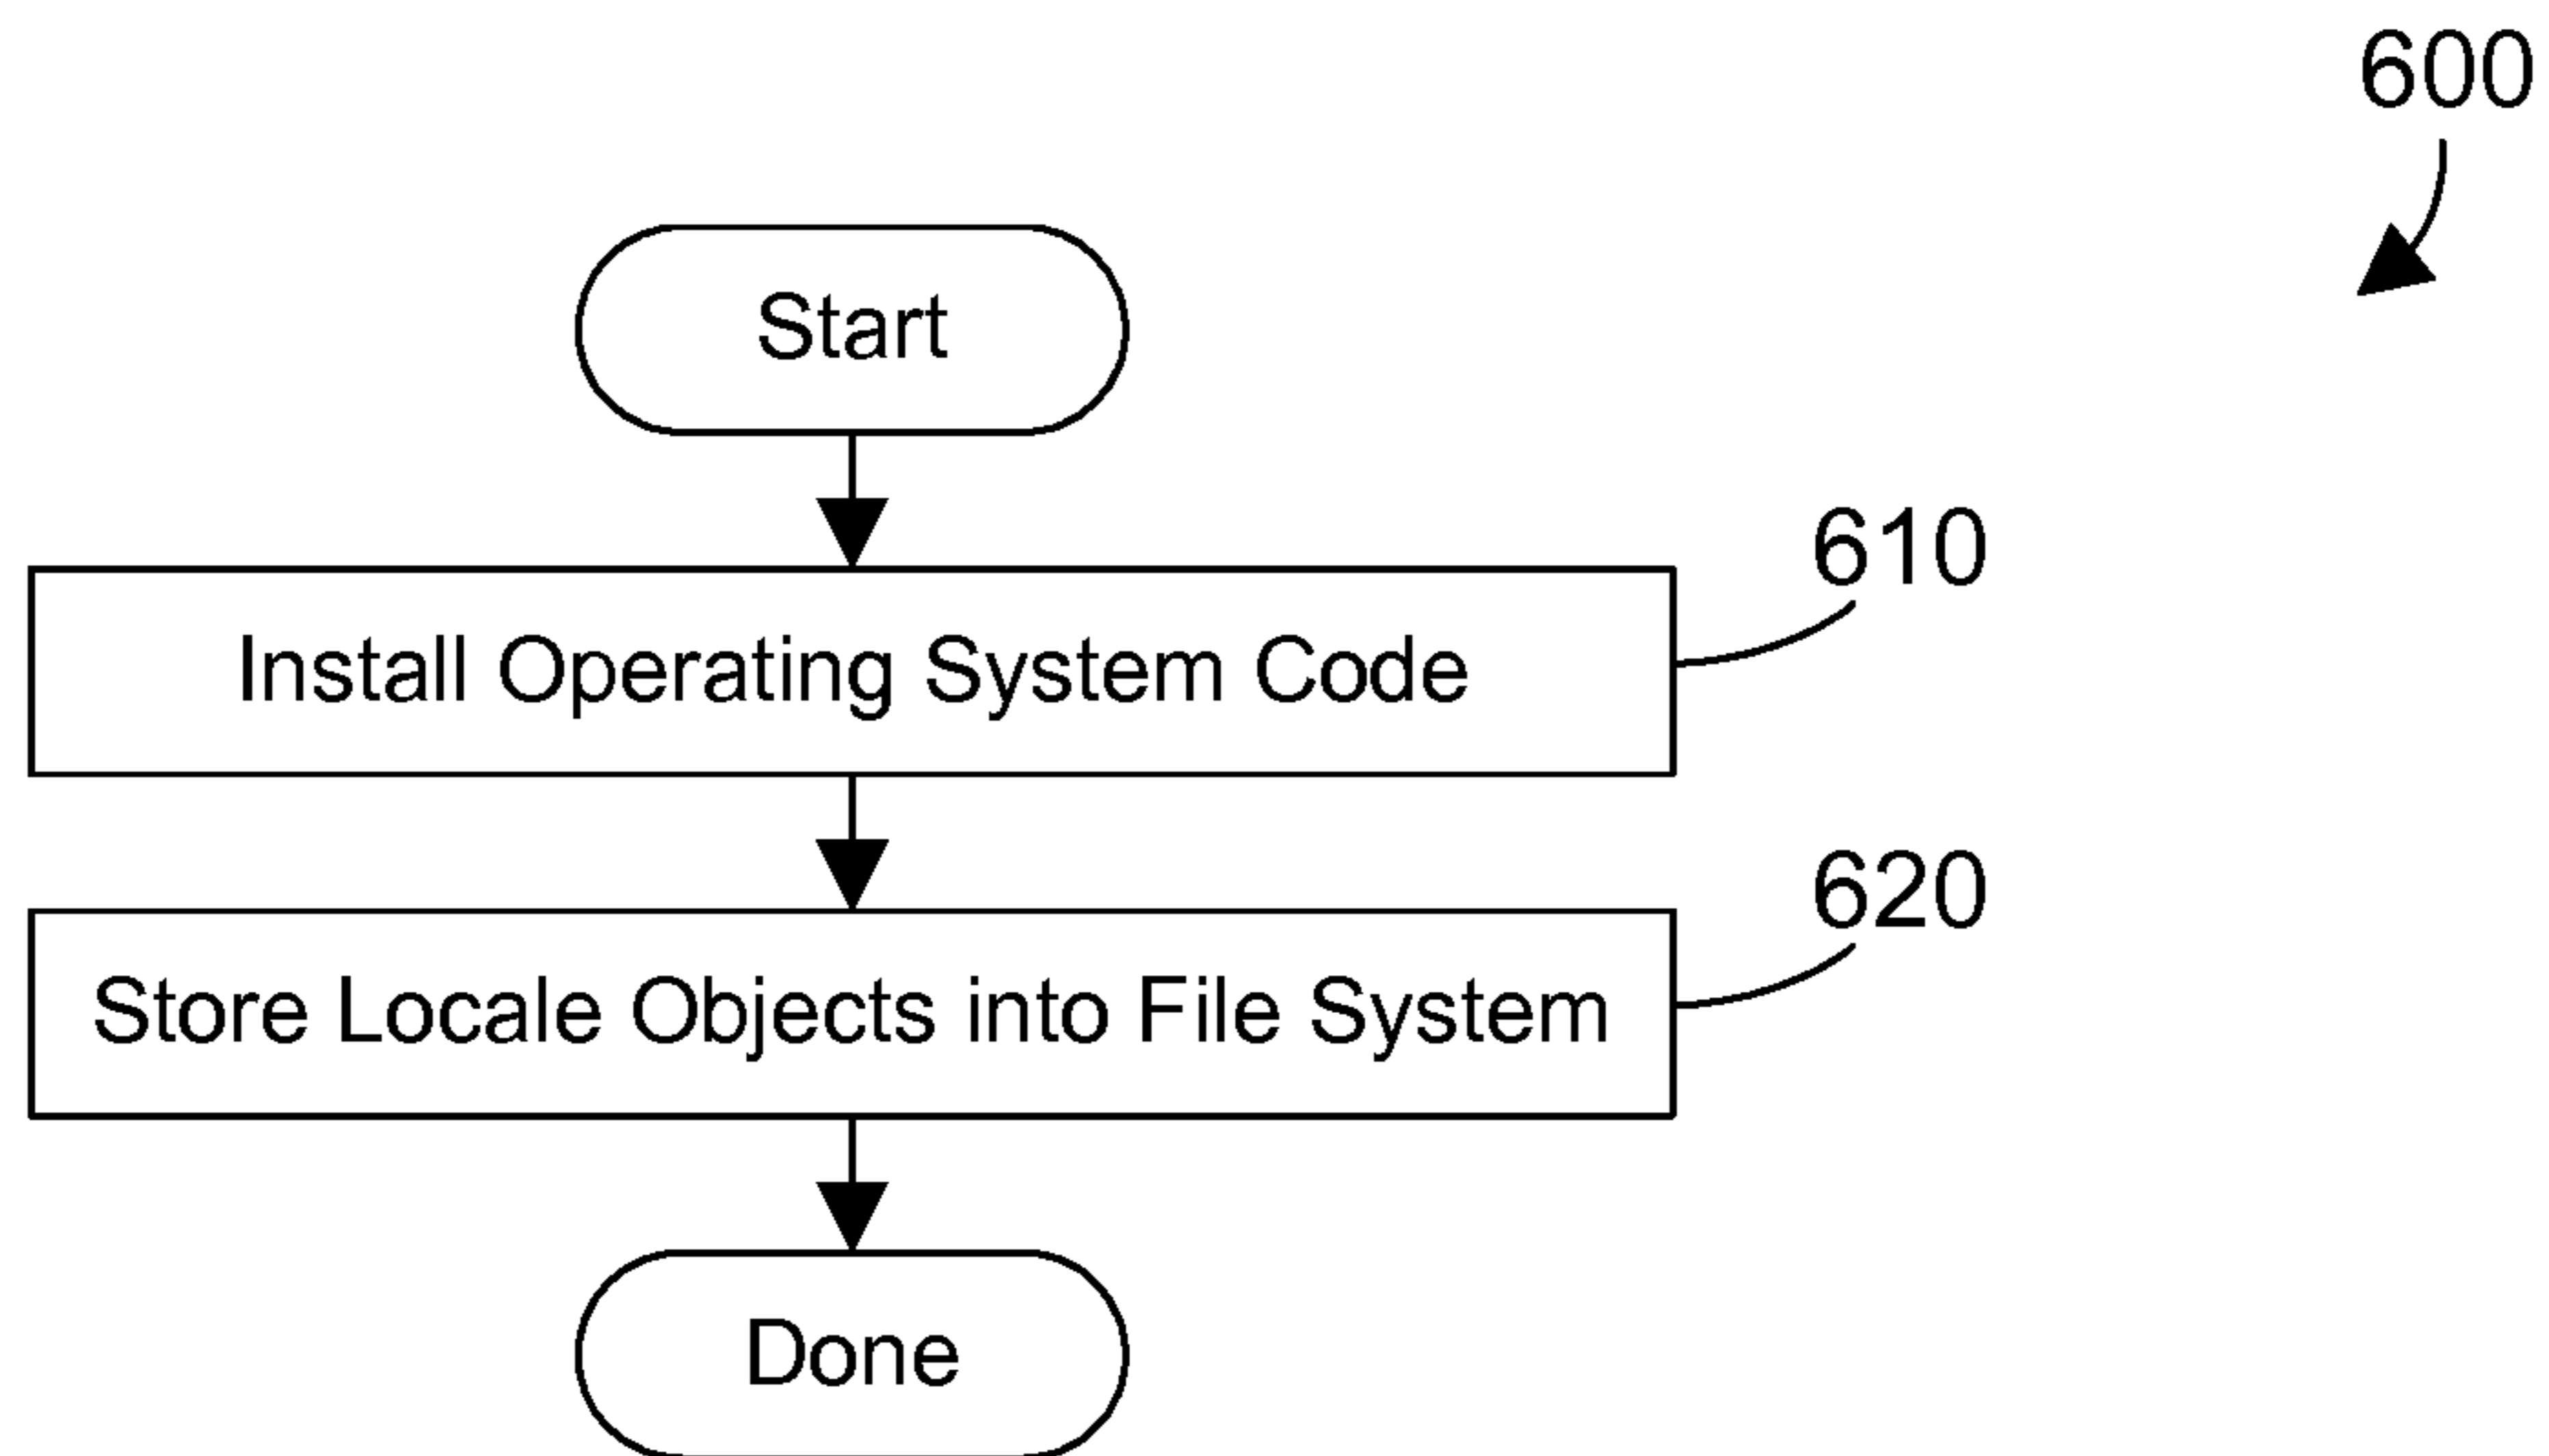 600
Start
610
Install Operating System Code
620
Store Locale Objects into File System
Done